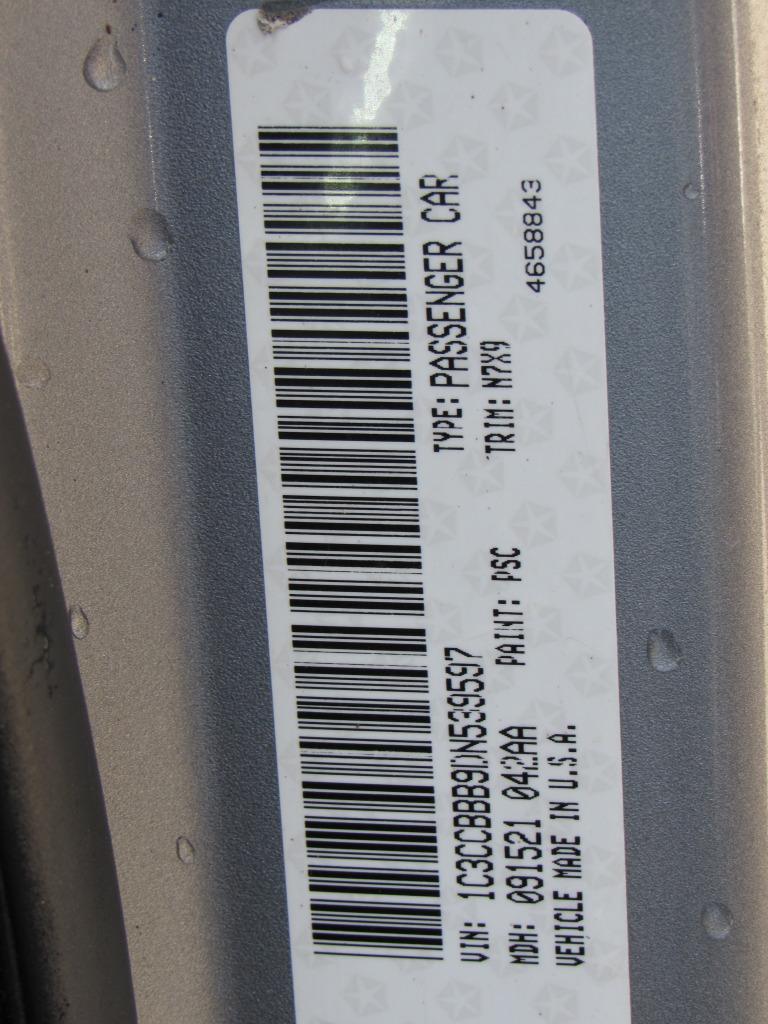 VIN: 1C3CCBBB9DN539597
TYPE: PASSENGER CAR
MDH: 091521 042AA
PAINT: PSC
TRIM: N7X9
VEHICLE MADE IN U.S.A.
4658843